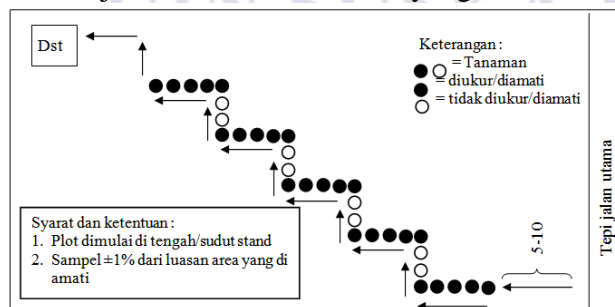 Dst
Keterangan :
= Tanaman
= diukur/diamati
= tidak diukur/diamati
Syarat dan ketentuan :
1. Plot dimulai di tengah/sudut stand
2. Sampel ±1% dari luasan area yang di
amati
5-10
Tepi jalan utama